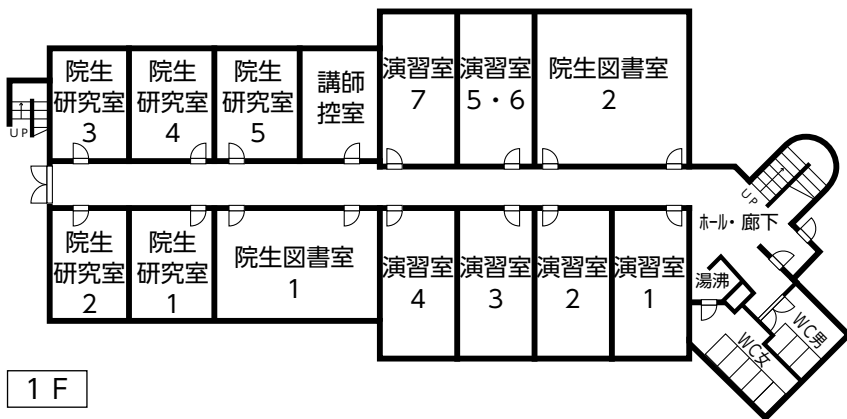 院生
研究室
3
院生
研究室
4
院生
研究室
5
講師
控室
演習室
7
演習室
5・6
院生図書室
2
UP
UP
ホール・廊下
院生
研究室
2
院生
研究室
1
院生図書室
1
演習室
4
演習室
3
演習室
2
演習室
1
湯沸
WC男
WC女
1F